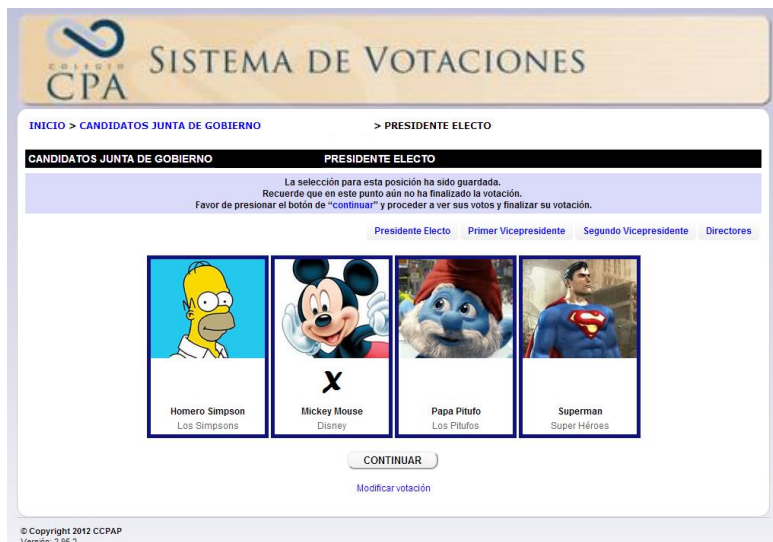 COLEGIO
CPA
SISTEMA DE VOTACIONES
INICIO > CANDIDATOS JUNTA DE GOBIERNO > PRESIDENTE ELECTO
CANDIDATOS JUNTA DE GOBIERNO PRESIDENTE ELECTO
La selección para esta posición ha sido guardada.
Recuerde que en este punto aún no ha finalizado la votación.
Favor de presionar el botón de "continuar" y proceder a ver sus votos y finalizar su votación.
Presidente Electo Primer Vicepresidente Segundo Vicepresidente Directores
X
Homero Simpson Mickey Mouse Papa Pitufo Superman
Los Simpsons Disney Los Pitufos Super Héroes
CONTINUAR
Modificar votación
© Copyright 2012 CCPAP
Versión: 2.95.2